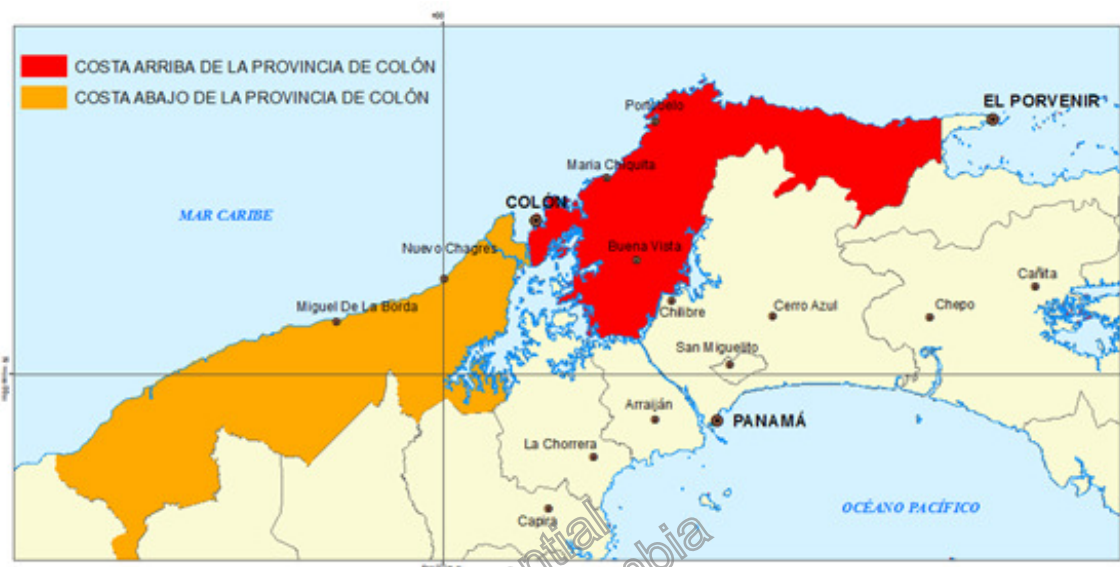 COSTA ARRIBA DE LA PROVINCIA DE COLÓN
COSTA ABAJO DE LA PROVINCIA DE COLÓN
Portobelo
EL PORVENIR
María Chiquita
COLÓN
MAR CARIBE
Nuevo Chagres
Buena Vista
Cañita
Miguel De La Borda
Chilibre
Cerro Azul
Chepo
San Miguelito
Arraiján
PANAMÁ
La Chorrera
Capira
OCÉANO PACÍFICO